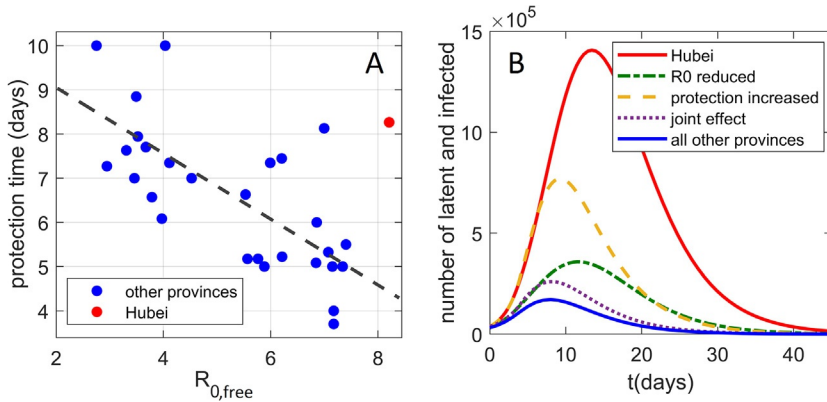 A
10
9
8
7
6
5
4
protection time (days)
other provinces
Hubei
2
4
6
8
R0,free
×10⁵
B
15
10
5
0
number of latent and infected
Hubei
R0 reduced
protection increased
joint effect
all other provinces
0
10
20
30
40
t(days)